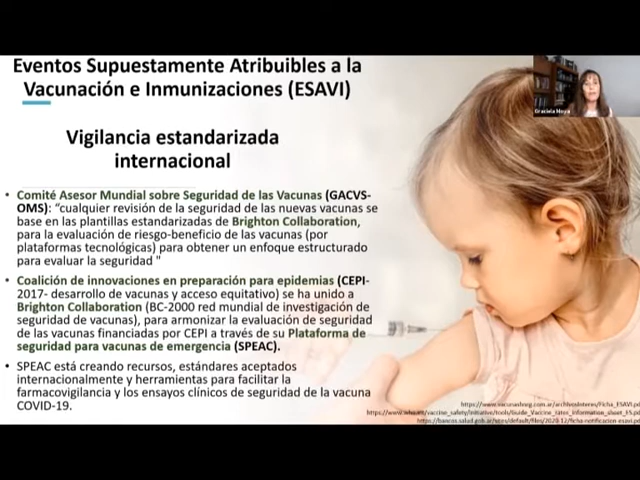 Eventos Supuestamente Atribuibles a la
Vacunación e Inmunizaciones (ESAVI)
Vigilancia estandarizada
internacional
• Comité Asesor Mundial sobre Seguridad de las Vacunas (GACVS-
OMS): “cualquier revisión de la seguridad de las nuevas vacunas se
base en las plantillas estandarizadas de Brighton Collaboration,
para la evaluación de riesgo-beneficio de las vacunas (por
plataformas tecnológicas) para obtener un enfoque estructurado
para evaluar la seguridad "
• Coalición de innovaciones en preparación para epidemias (CEPI-
2017- desarrollo de vacunas y acceso equitativo) se ha unido a
Brighton Collaboration (BC-2000 red mundial de investigación de
seguridad de vacunas), para armonizar la evaluación de seguridad
de las vacunas financiadas por CEPI a través de su Plataforma de
seguridad para vacunas de emergencia (SPEAC).
• SPEAC está creando recursos, estándares aceptados
internacionalmente y herramientas para facilitar la
farmacovigilancia y los ensayos clínicos de seguridad de la vacuna
COVID-19.
Graciela